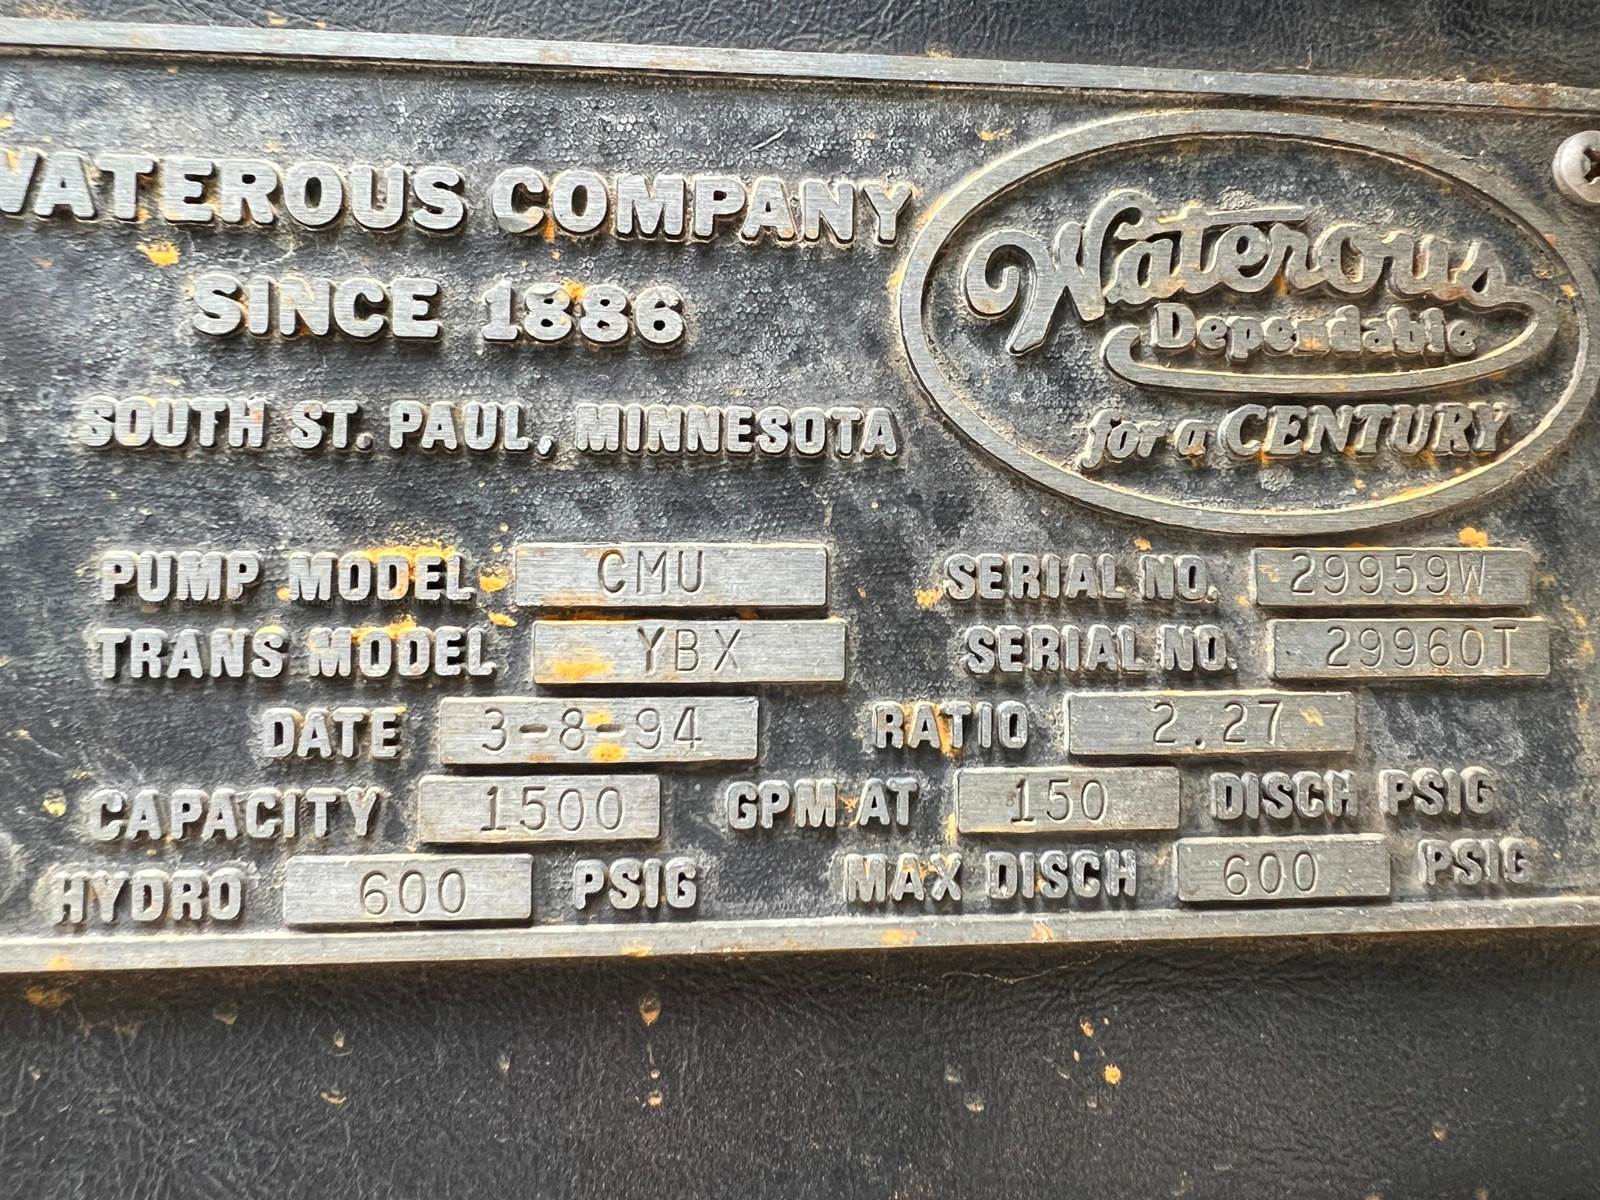 WATEROUS COMPANY
SINCE 1886
SOUTH ST. PAUL, MINNESOTA
Waterous
Dependable
for a CENTURY
PUMP MODEL CMU SERIAL NO. 29959W
TRANS MODEL YBX SERIAL NO. 29960T
DATE 3-8-94 RATIO 2.27
CAPACITY 1500 GPM AT 150 DISCH PSIG
HYDRO 600 PSIG MAX DISCH 600 PSIG